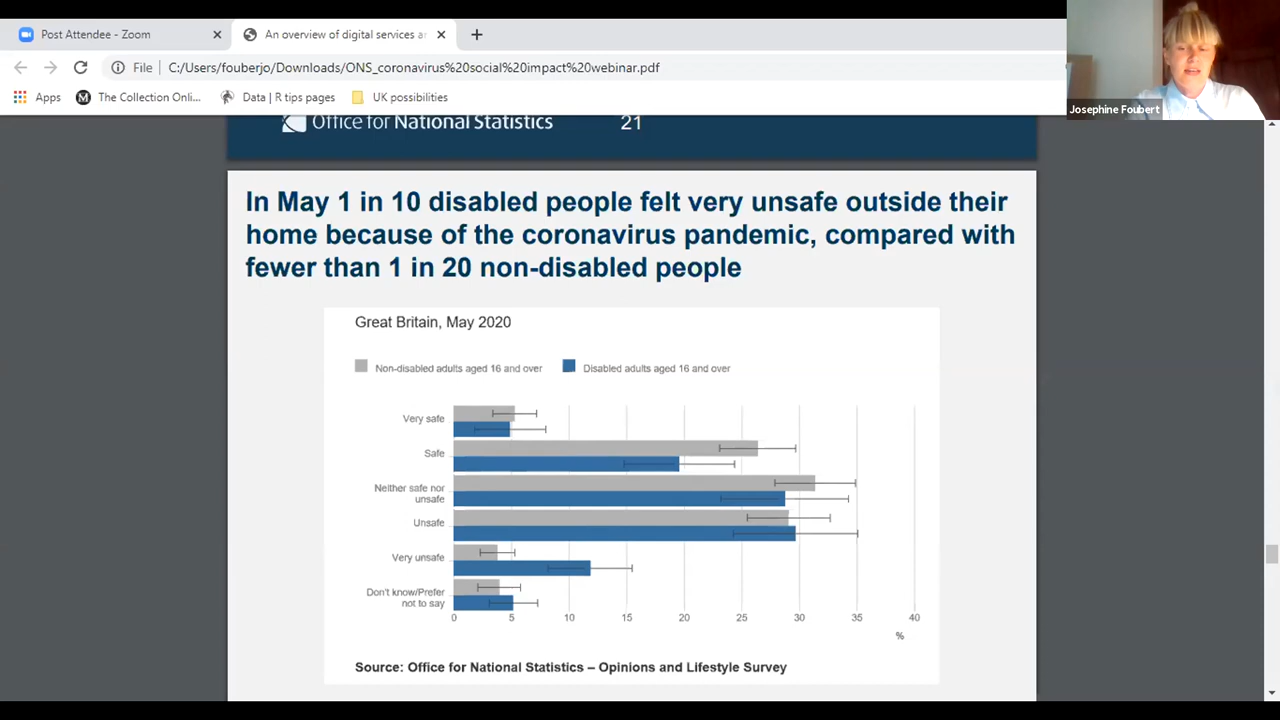 Post Attendee - Zoom
An overview of digital services a
File
C:/Users/fouberjo/Downloads/ONS_coronavirus%20social%20impact%20webinar.pdf
Apps
The Collection Onli...
Data | R tips pages
UK possibilities
Josephine Foubert
Office for National Statistics
21
In May 1 in 10 disabled people felt very unsafe outside their
home because of the coronavirus pandemic, compared with
fewer than 1 in 20 non-disabled people
Great Britain, May 2020
Non-disabled adults aged 16 and over
Disabled adults aged 16 and over
Very safe
Safe
Neither safe nor
unsafe
Unsafe
Very unsafe
Don't know/Prefer
not to say
0 5 10 15 20 25 30 35 40
%
Source: Office for National Statistics – Opinions and Lifestyle Survey